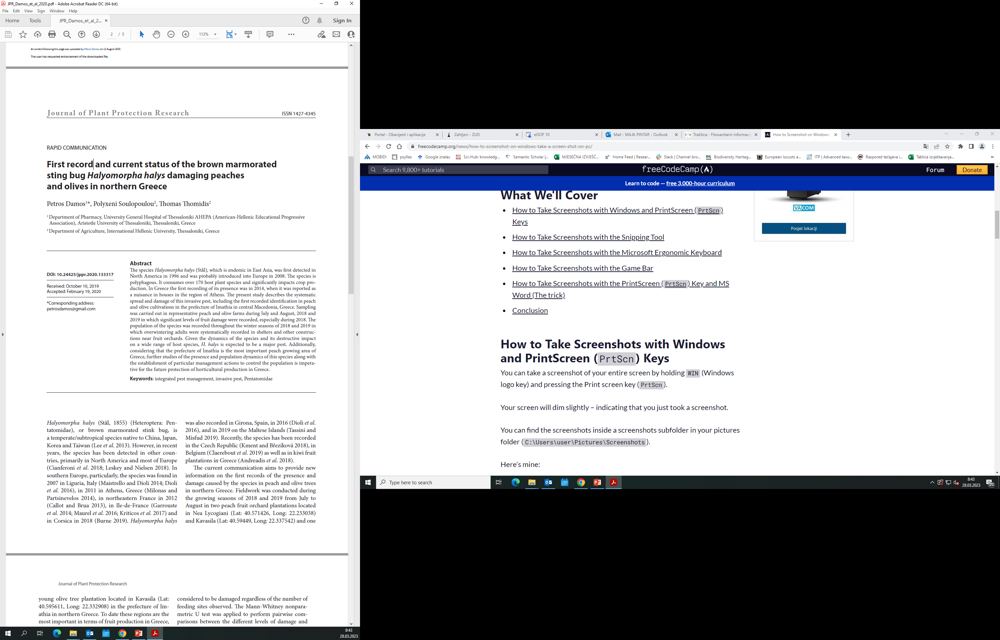 JPR_Damos_et_al_2020.pdf - Adobe Acrobat Reader DC (64-bit)
File Edit View Sign Window Help
Home Tools JPR_Damos_et_al_2... × Sign In
2 / 5 113%
All content following this page was uploaded by Petros Damos on 12 August 2020.
The user has requested enhancement of the downloaded file.
Journal of Plant Protection Research ISSN 1427-4345
RAPID COMMUNICATION
First record and current status of the brown marmorated
sting bug Halyomorpha halys damaging peaches
and olives in northern Greece
Petros Damos1*, Polyxeni Soulopoulou2, Thomas Thomidis2
1 Department of Pharmacy, University General Hospital of Thessaloniki AHEPA (American-Hellenic Educational Progressive
Association), Aristotle University of Thessaloniki, Thessaloniki, Greece
2 Department of Agriculture, International Hellenic University, Thessaloniki, Greece
DOI: 10.24425/jppr.2020.133317
Received: October 10, 2019
Accepted: February 19, 2020
*Corresponding address:
petrosdamos@gmail.com
Abstract
The species Halyomorpha halys (Stål), which is endemic in East Asia, was first detected in
North America in 1996 and was probably introduced into Europe in 2008. The species is
polyphagous. It consumes over 170 host plant species and significantly impacts crop pro-
duction. In Greece the first recording of its presence was in 2014, when it was reported as
a nuisance in houses in the region of Athens. The present study describes the systematic
spread and damage of this invasive pest, including the first recorded identification in peach
and olive cultivations in the prefecture of Imathia in central Macedonia, Greece. Sampling
was carried out in representative peach and olive farms during July and August, 2018 and
2019 in which significant levels of fruit damage were recorded, especially during 2018. The
population of the species was recorded throughout the winter seasons of 2018 and 2019 in
which overwintering adults were systematically recorded in shelters and other construc-
tions near fruit orchards. Given the dynamics of the species and its destructive impact
on a wide range of host species, H. halys is expected to be a major pest. Additionally,
considering that the prefecture of Imathia is the most important peach growing area of
Greece, further studies of the presence and population dynamics of this species along with
the establishment of particular management actions to control the population is impera-
tive for the future protection of horticultural production in Greece.
Keywords: integrated pest management, invasive pest, Pentatomidae
Halyomorpha halys (Stål, 1855) (Heteroptera: Pen-
tatomidae), or brown marmorated stink bug, is
a temperate/subtropical species native to China, Japan,
Korea and Taiwan (Lee et al. 2013). However, in recent
years, the species has been detected in other coun-
tries, primarily in North America and most of Europe
(Cianferoni et al. 2018; Leskey and Nielsen 2018). In
southern Europe, particularly, the species was found in
2007 in Liguria, Italy (Maistrello and Dioli 2014; Dioli
et al. 2016), in 2011 in Athens, Greece (Milonas and
Partsinevelos 2014), in northeastern France in 2012
(Callot and Brua 2013), in Ile-de-France (Garrouste
et al. 2014; Maurel et al. 2016; Kriticos et al. 2017) and
in Corsica in 2018 (Burne 2019). Halyomorpha halys
was also recorded in Girona, Spain, in 2016 (Dioli et al.
2016), and in 2019 on the Maltese Islands (Tassini and
Misfud 2019). Recently, the species has been recorded
in the Czech Republic (Kment and Březíková 2018), in
Belgium (Claerebout et al. 2019) as well as in kiwi fruit
plantations in Greece (Andreadis et al. 2018).
The current communication aims to provide new
information on the first records of the presence and
damage caused by the species in peach and olive trees
in northern Greece. Fieldwork was conducted during
the growing seasons of 2018 and 2019 from July to
August in two peach fruit orchard plantations located
in Nea Lycogiani (Lat: 40.571426, Long: 22.233038)
and Kavasila (Lat: 40.59449, Long: 22.337542) and one
Journal of Plant Protection Research
young olive tree plantation located in Kavasila (Lat:
40.595611, Long: 22.332908) in the prefecture of Im-
athia in northern Greece. To date these regions are the
most important in terms of fruit production in Greece,
considered to be damaged regardless of the number of
feeding sites observed. The Mann-Whitney nonpara-
metric U test was applied to perform pairwise com-
parisons between the different levels of damage and
8:43
28.03.2023
Portal - Obavijesti i aplikacije Zahtjevi - ZUD eGOP 10 Mail - MAJA PINTAR - Outlook Tražilica - Fitosanitarni informaci How to Screenshot on Windows
freecodecamp.org/news/how-to-screenshot-on-windows-take-a-screen-shot-on-pc/
MOBIDI psylles Google znalac Sci-Hub: knowledg... Semantic Scholar |... MJESEČNA IZVJEŠĆ... Home Feed | Resear... Slack | Channel bro... BHL Biodiversity Heritag... European locusts a... ITP | Advanced taxo... Raspored tečajeva i... Tablica izvještavanja... »
Search 9,800+ tutorials freeCodeCamp Forum Donate
Learn to code — free 3,000-hour curriculum
What We'll Cover
How to Take Screenshots with Windows and PrintScreen (PrtScn)
Keys
How to Take Screenshots with the Snipping Tool
How to Take Screenshots with the Microsoft Ergonomic Keyboard
How to Take Screenshots with the Game Bar
How to Take Screenshots with the PrintScreen (PrtScn) Key and MS
Word (The trick)
Conclusion
VACOM
Posjet lokaciji
How to Take Screenshots with Windows
and PrintScreen (PrtScn) Keys
You can take a screenshot of your entire screen by holding WIN (Windows
logo key) and pressing the Print screen key (PrtScn).
Your screen will dim slightly – indicating that you just took a screenshot.
You can find the screenshots inside a screenshots subfolder in your pictures
folder (C:\Users\user\Pictures\Screenshots).
Here's mine:
Type here to search
8:43
28.03.2023
20